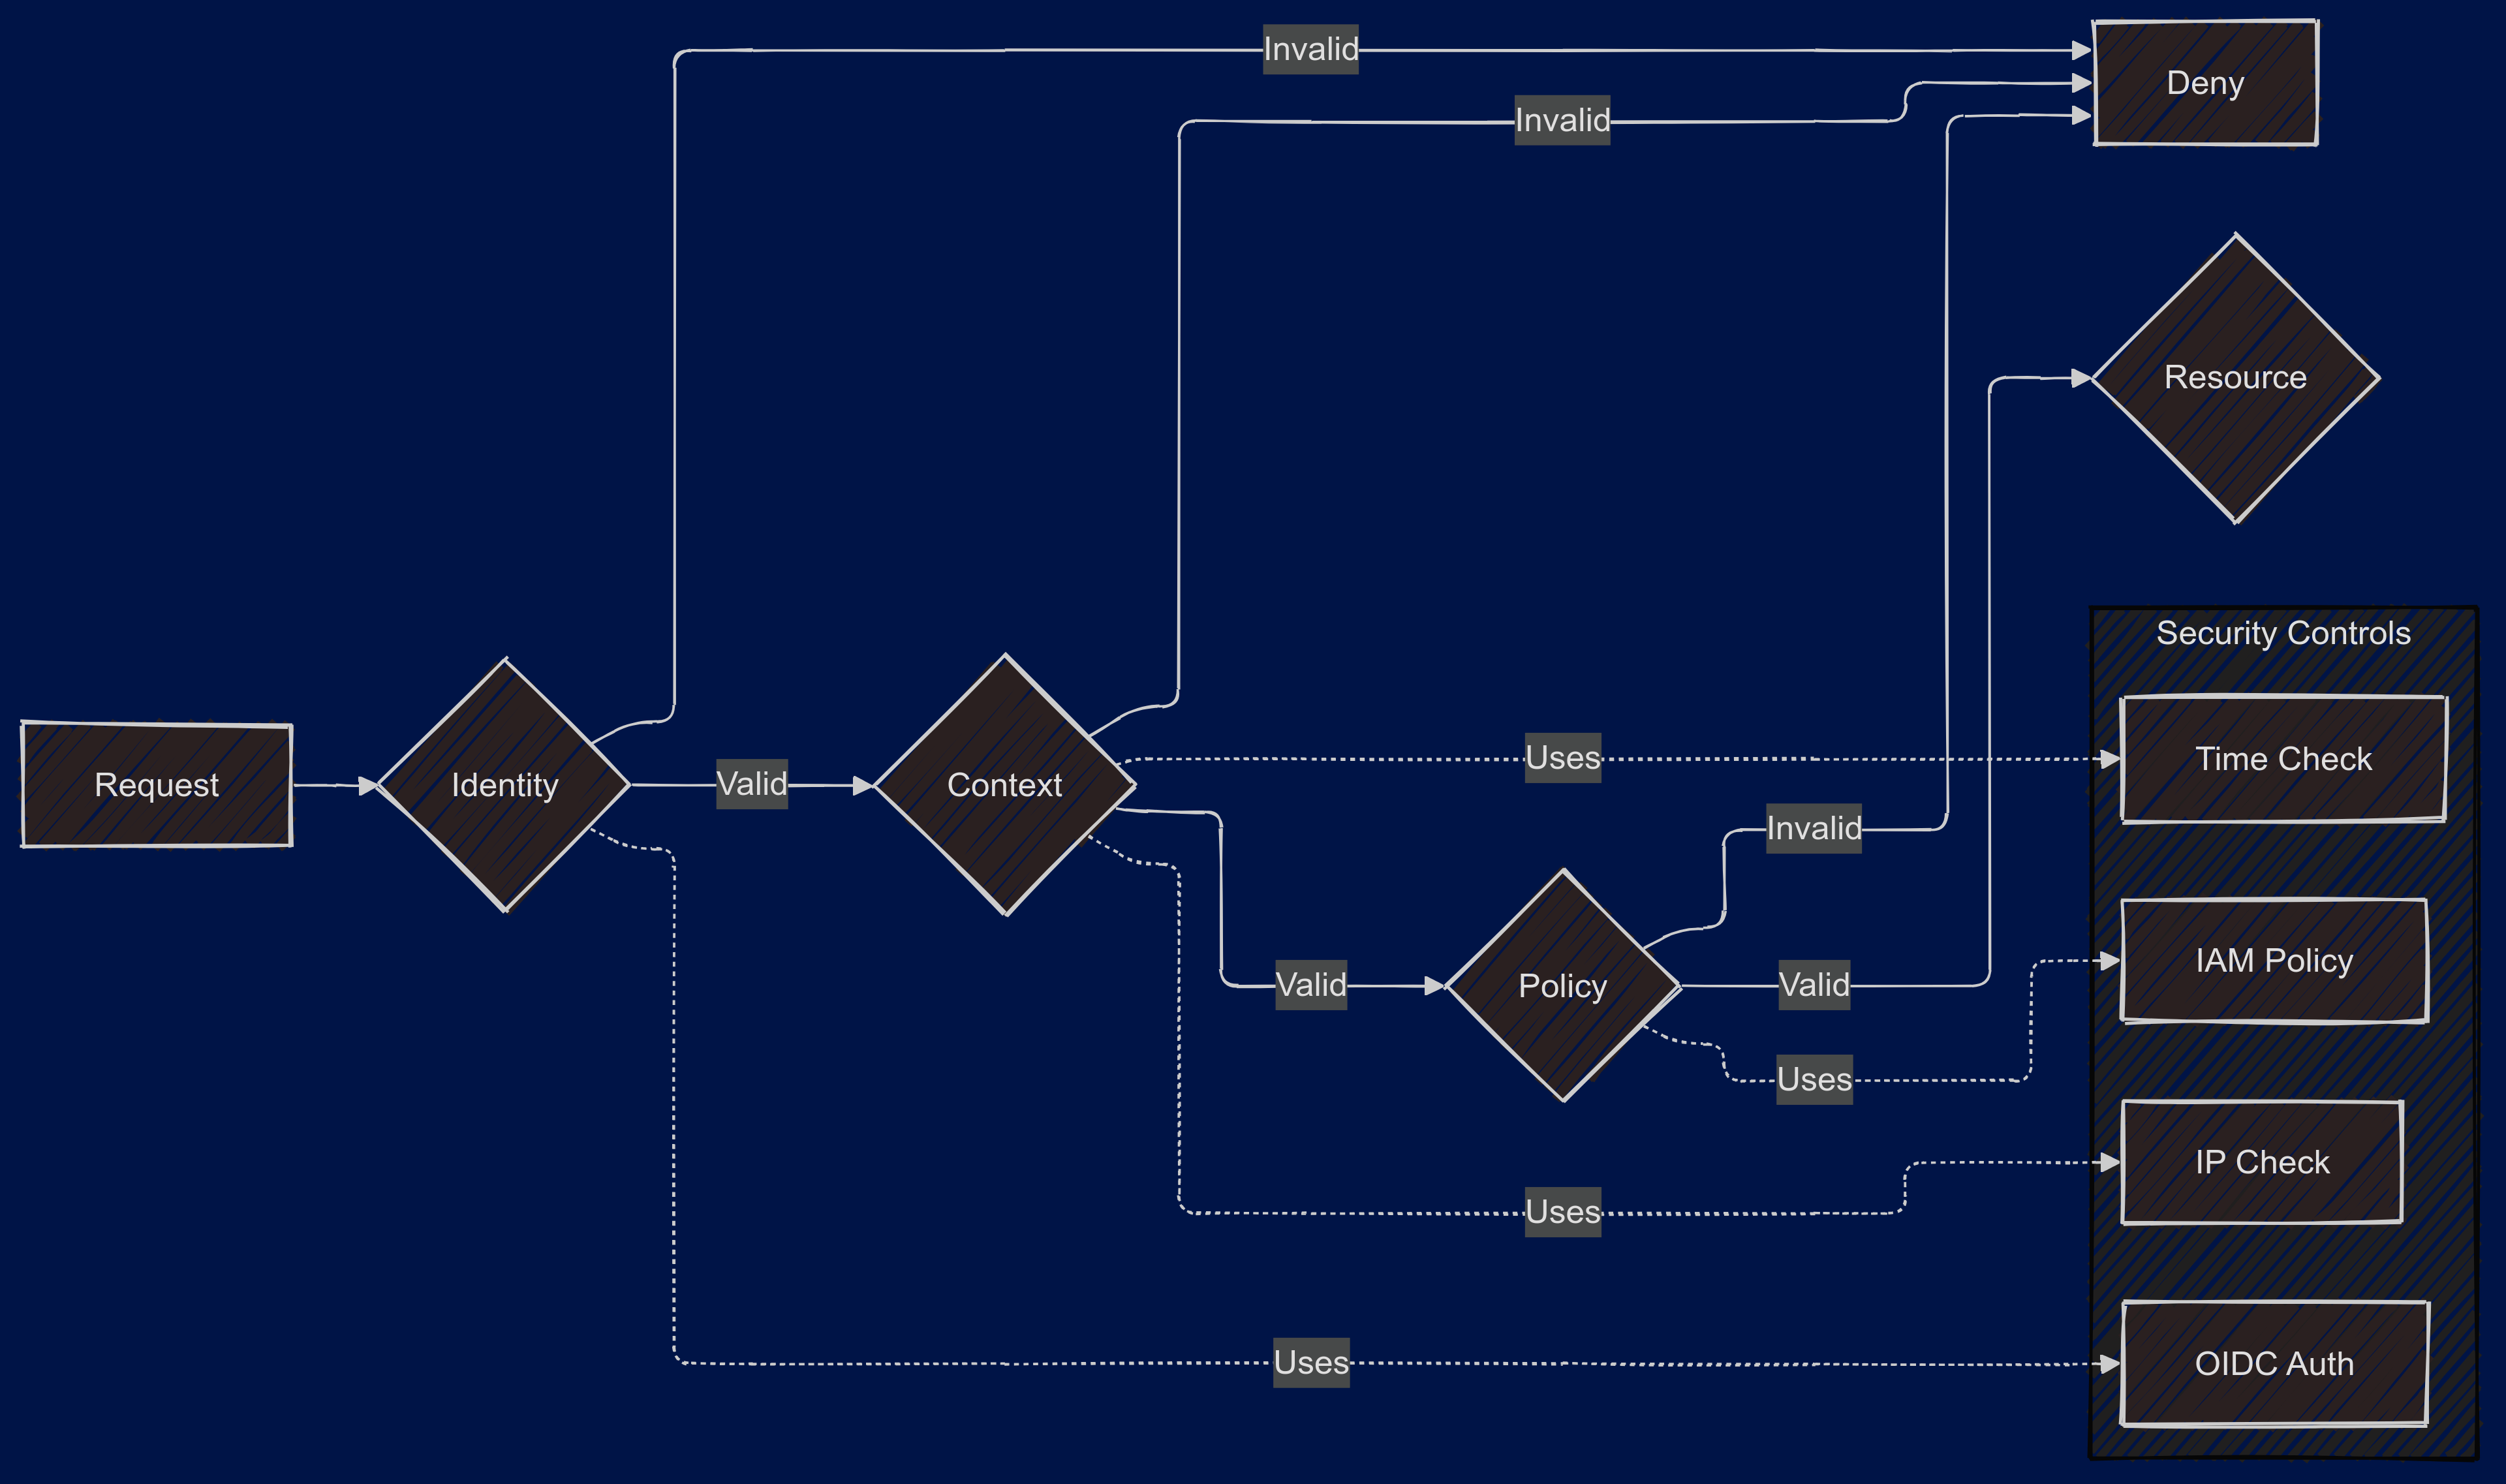 Invalid
Deny
Invalid
Resource
Security Controls
Request
Identity
Valid
Context
Uses
Time Check
Invalid
Valid
Policy
Valid
IAM Policy
Uses
IP Check
Uses
Uses
OIDC Auth